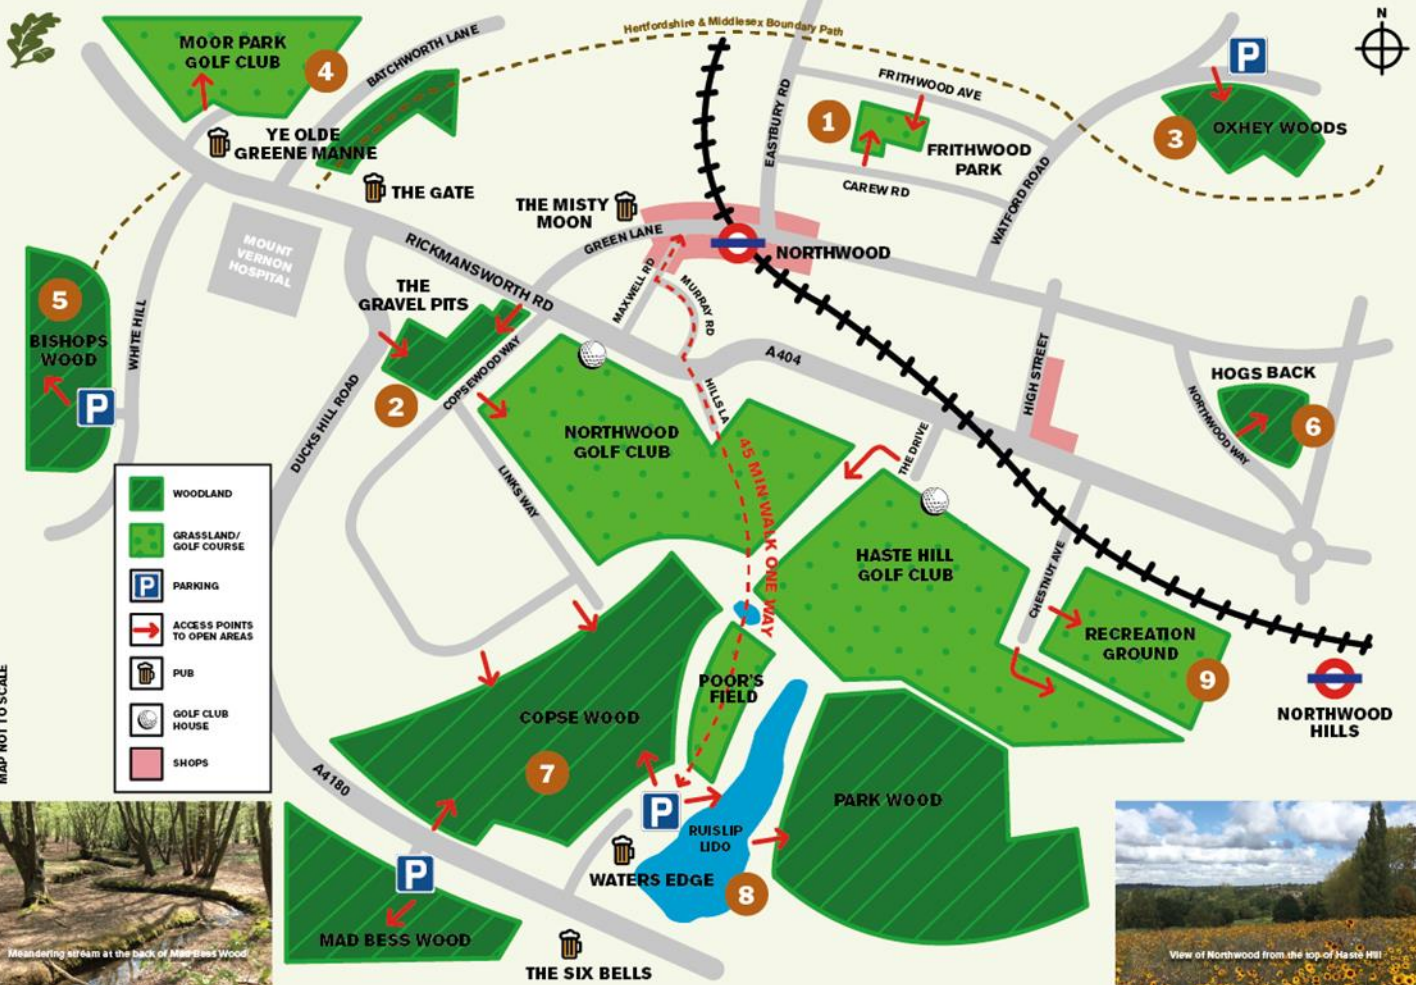 Hertfordshire & Middlesex Boundary Path
N
MOOR PARK
GOLF CLUB
4
BATCHWORTH LANE
P
FRITHWOOD AVE
EASTBURY RD
1
3
OXHEY WOODS
YE OLDE
GREENE MANNE
FRITHWOOD
PARK
CAREW RD
WATFORD ROAD
THE GATE
THE MISTY
MOON
GREEN LANE
NORTHWOOD
MOUNT
VERNON
HOSPITAL
RICKMANSWORTH RD
MAXWELL RD
MURRAY RD
5
BISHOPS
WOOD
P
WHITE HILL
THE
GRAVEL PITS
2
COPSEWOOD WAY
DUCKS HILL ROAD
A404
HIGH STREET
HOGS BACK
6
NORTHWOOD WAY
HILLS LA
NORTHWOOD
GOLF CLUB
45 MIN WALK ONE WAY
THE DRIVE
LINKS WAY
HASTE HILL
GOLF CLUB
CHESTNUT AVE
RECREATION
GROUND
9
NORTHWOOD
HILLS
WOODLAND
GRASSLAND/
GOLF COURSE
P
PARKING
ACCESS POINTS
TO OPEN AREAS
PUB
GOLF CLUB
HOUSE
SHOPS
MAP NOT TO SCALE
POOR'S
FIELD
COPSE WOOD
7
A4180
P
RUISLIP
LIDO
PARK WOOD
WATERS EDGE
8
P
MAD BESS WOOD
THE SIX BELLS
Meandering stream at the back of Mad Bess Wood
View of Northwood from the top of Haste Hill